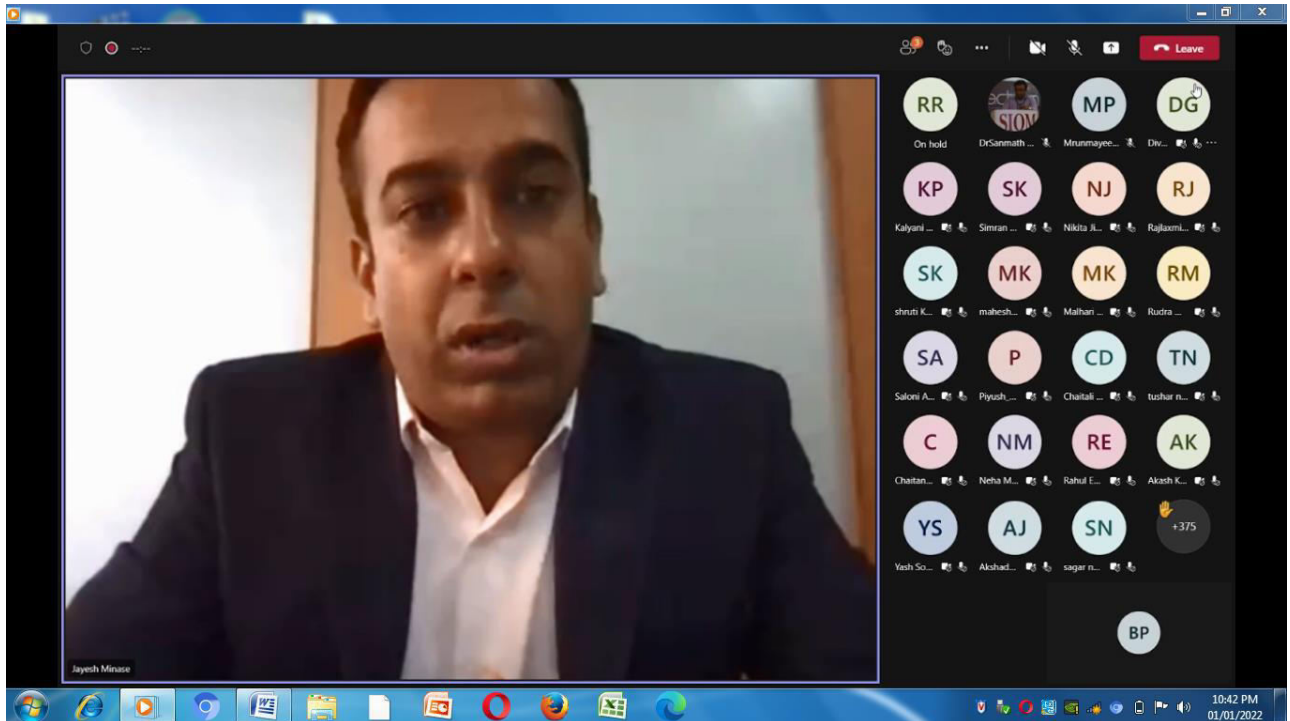 --:--
3
Leave
RR
MP
DG
SIOM
On hold
DrSanmath ...
Mrunmayee...
Div...
KP
SK
NJ
RJ
Kalyani ...
Simran ...
Nikita Ji...
Rajlaxmi...
SK
MK
MK
RM
shruti K...
mahesh...
Malhari ...
Rudra ...
SA
P
CD
TN
Saloni A...
Piyush_...
Chaitali ...
tushar n...
C
NM
RE
AK
Chaitan...
Neha M...
Rahul E...
Akash K...
YS
AJ
SN
+375
Yash So...
Akshad...
sagar n...
BP
Jayesh Minase
10:42 PM
01/01/2022